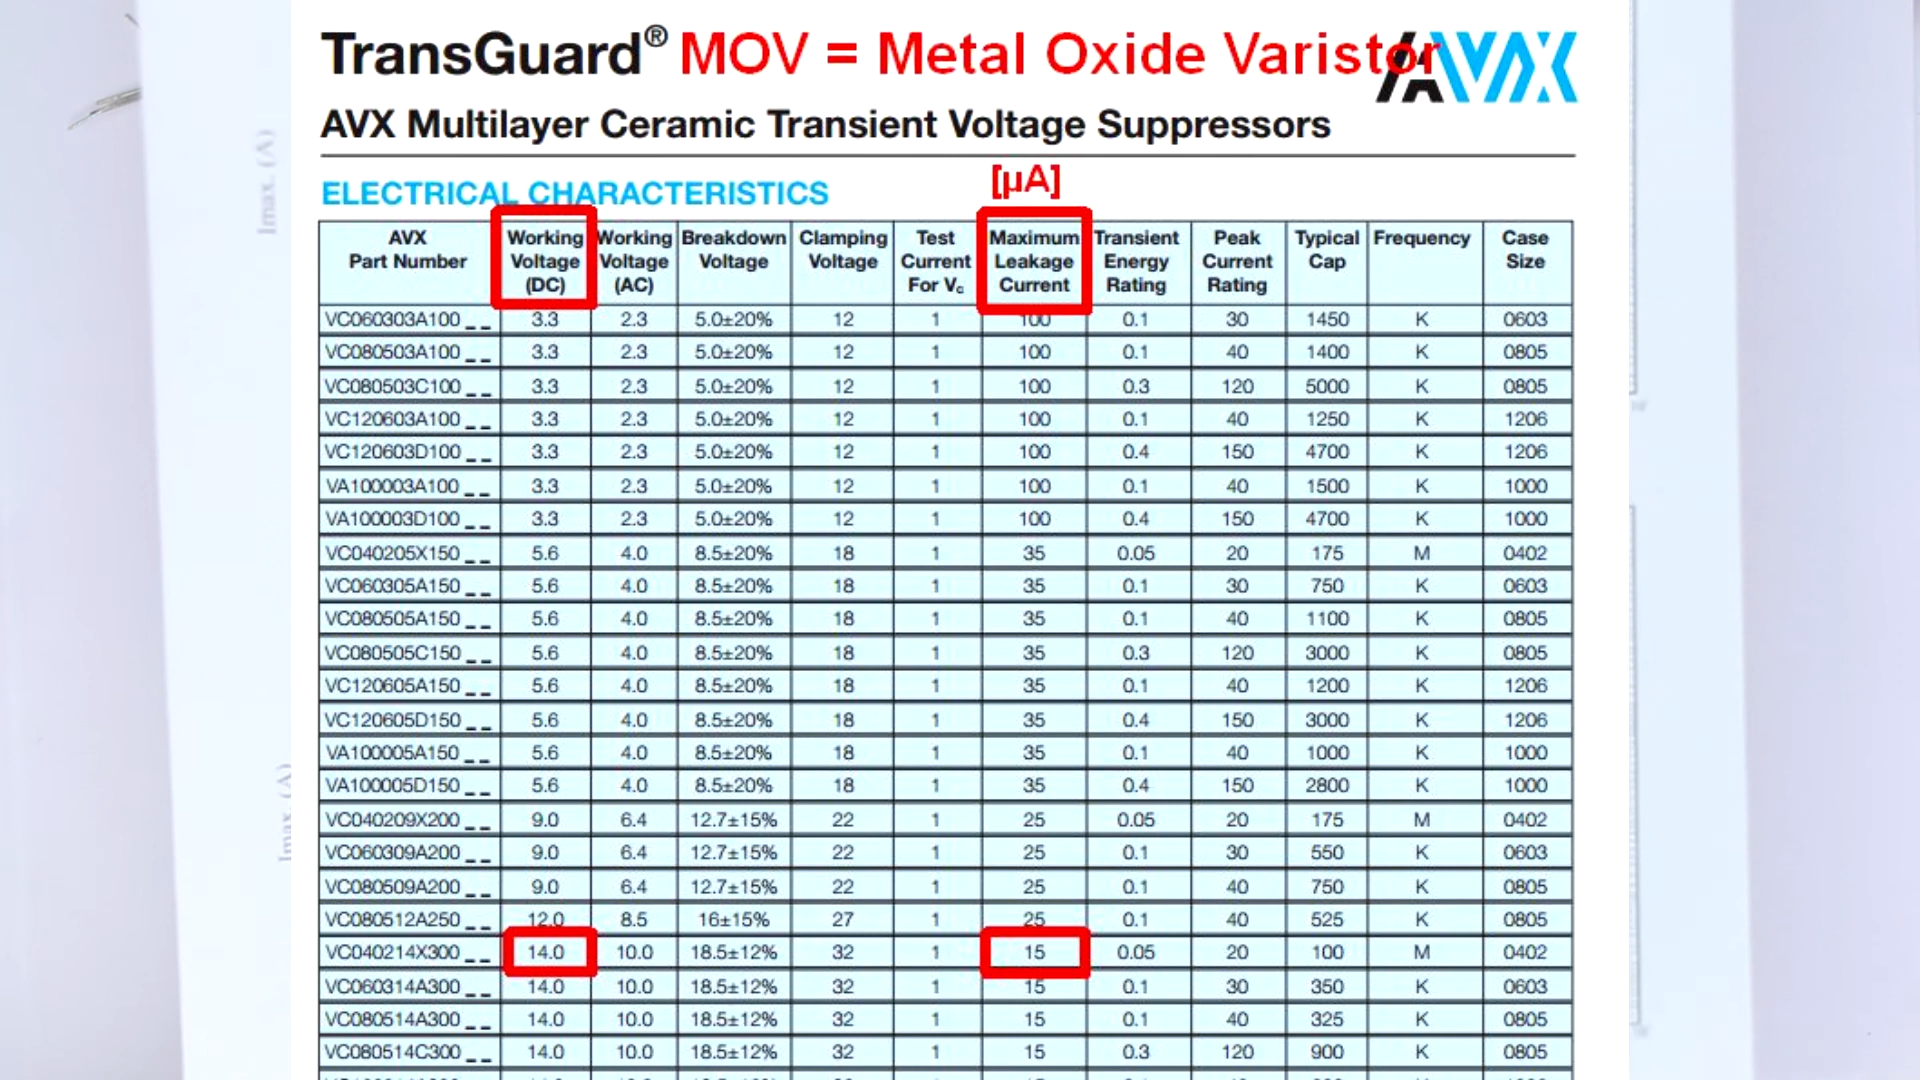 TransGuard® MOV = Metal Oxide Varistor AVX
AVX Multilayer Ceramic Transient Voltage Suppressors
[µA]
ELECTRICAL CHARACTERISTICS
AVX Part Number Working Voltage (DC) Working Voltage (AC) Breakdown Voltage Clamping Voltage Test Current For Vc Maximum Leakage Current Transient Energy Rating Peak Current Rating Typical Cap Frequency Case Size
VC060303A100 _ _ 3.3 2.3 5.0±20% 12 1 100 0.1 30 1450 K 0603
VC080503A100 _ _ 3.3 2.3 5.0±20% 12 1 100 0.1 40 1400 K 0805
VC080503C100 _ _ 3.3 2.3 5.0±20% 12 1 100 0.3 120 5000 K 0805
VC120603A100 _ _ 3.3 2.3 5.0±20% 12 1 100 0.1 40 1250 K 1206
VC120603D100 _ _ 3.3 2.3 5.0±20% 12 1 100 0.4 150 4700 K 1206
VA100003A100 _ _ 3.3 2.3 5.0±20% 12 1 100 0.1 40 1500 K 1000
VA100003D100 _ _ 3.3 2.3 5.0±20% 12 1 100 0.4 150 4700 K 1000
VC040205X150 _ _ 5.6 4.0 8.5±20% 18 1 35 0.05 20 175 M 0402
VC060305A150 _ _ 5.6 4.0 8.5±20% 18 1 35 0.1 30 750 K 0603
VC080505A150 _ _ 5.6 4.0 8.5±20% 18 1 35 0.1 40 1100 K 0805
VC080505C150 _ _ 5.6 4.0 8.5±20% 18 1 35 0.3 120 3000 K 0805
VC120605A150 _ _ 5.6 4.0 8.5±20% 18 1 35 0.1 40 1200 K 1206
VC120605D150 _ _ 5.6 4.0 8.5±20% 18 1 35 0.4 150 3000 K 1206
VA100005A150 _ _ 5.6 4.0 8.5±20% 18 1 35 0.1 40 1000 K 1000
VA100005D150 _ _ 5.6 4.0 8.5±20% 18 1 35 0.4 150 2800 K 1000
VC040209X200 _ _ 9.0 6.4 12.7±15% 22 1 25 0.05 20 175 M 0402
VC060309A200 _ _ 9.0 6.4 12.7±15% 22 1 25 0.1 30 550 K 0603
VC080509A200 _ _ 9.0 6.4 12.7±15% 22 1 25 0.1 40 750 K 0805
VC080512A250 _ _ 12.0 8.5 16±15% 27 1 25 0.1 40 525 K 0805
VC040214X300 _ _ 14.0 10.0 18.5±12% 32 1 15 0.05 20 100 M 0402
VC060314A300 _ _ 14.0 10.0 18.5±12% 32 1 15 0.1 30 350 K 0603
VC080514A300 _ _ 14.0 10.0 18.5±12% 32 1 15 0.1 40 325 K 0805
VC080514C300 _ _ 14.0 10.0 18.5±12% 32 1 15 0.3 120 900 K 0805
Imax. (A)
Imax. (A)